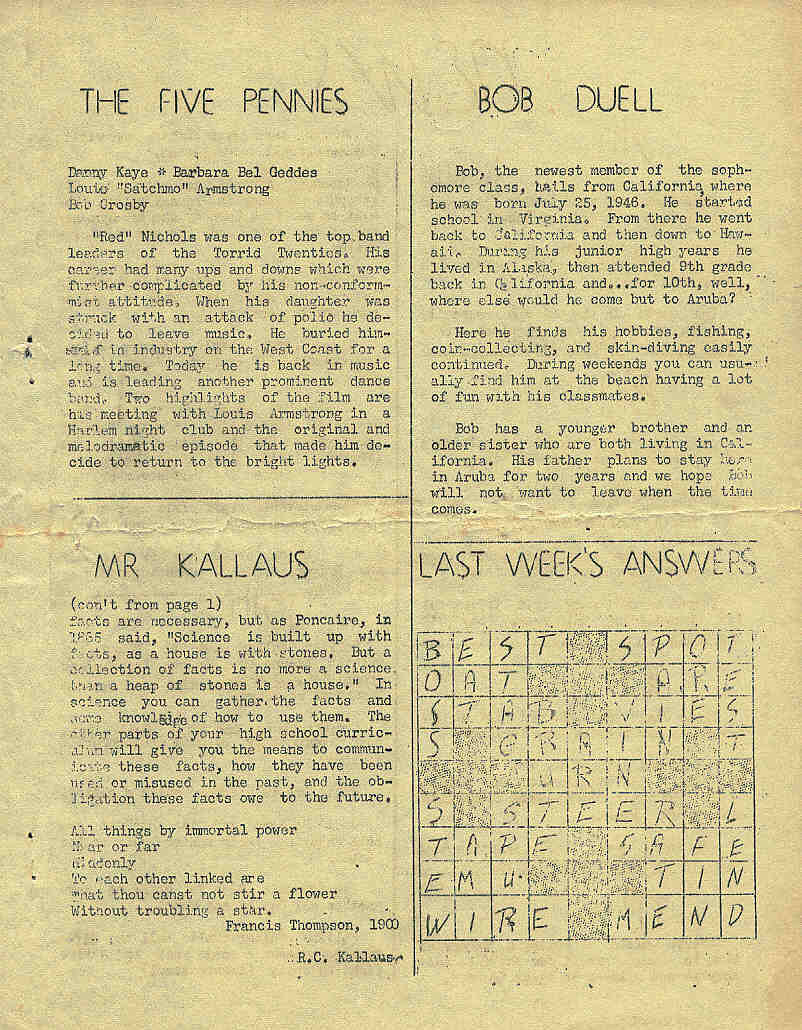 THE FIVE PENNIES
Danny Kaye * Barbara Bel Geddes
Louis "Satchmo" Armstrong
Bob Crosby
"Red" Nichols was one of the top band
leaders of the Torrid Twenties. His
career had many ups and downs which were
further complicated by his non-conform-
mist attitude. When his daughter was
struck with an attack of polio he de-
cided to leave music. He buried him-
self in industry on the West Coast for a
long time. Today he is back in music
and is leading another prominent dance
band. Two highlights of the film are
his meeting with Louis Armstrong in a
Harlem night club and the original and
melodramatic episode that made him de-
cide to return to the bright lights.
MR KALLAUS
(con't from page 1)
facts are necessary, but as Poncaire, in
1885 said, "Science is built up with
facts, as a house is with stones. But a
collection of facts is no more a science
than a heap of stones is a house." In
science you can gather the facts and
some knowledge of how to use them. The
other parts of your high school curric-
ulum will give you the means to commun-
icate these facts, how they have been
used or misused in the past, and the ob-
ligation these facts owe to the future.
All things by immortal power
Near or far
To each other linked are
That thou canst not stir a flower
Without troubling a star.
Francis Thompson, 1900
R.C. Kallaus
BOB DUELL
Bob, the newest member of the soph-
omore class, hails from California, where
he was born July 25, 1946. He started
school in Virginia. From there he went
back to California and then down to Haw-
aii. During his junior high years he
lived in Alaska, then attended 9th grade
back in California and...for 10th, well,
where else would he come but to Aruba?
Here he finds his hobbies, fishing,
coin-collecting, and skin-diving easily
continued. During weekends you can usu-
ally find him at the beach having a lot
of fun with his classmates.
Bob has a younger brother and an
older sister who are both living in Cal-
ifornia. His father plans to stay here
in Aruba for two years and we hope Bob
will not want to leave when the time
comes.
LAST WEEK'S ANSWERS
BEST SPOT
OAT ARE
STAB VIES
S GRAIN T
URN
S STEER L
TAPE SAFE
EMU TIN
WIRE MEND